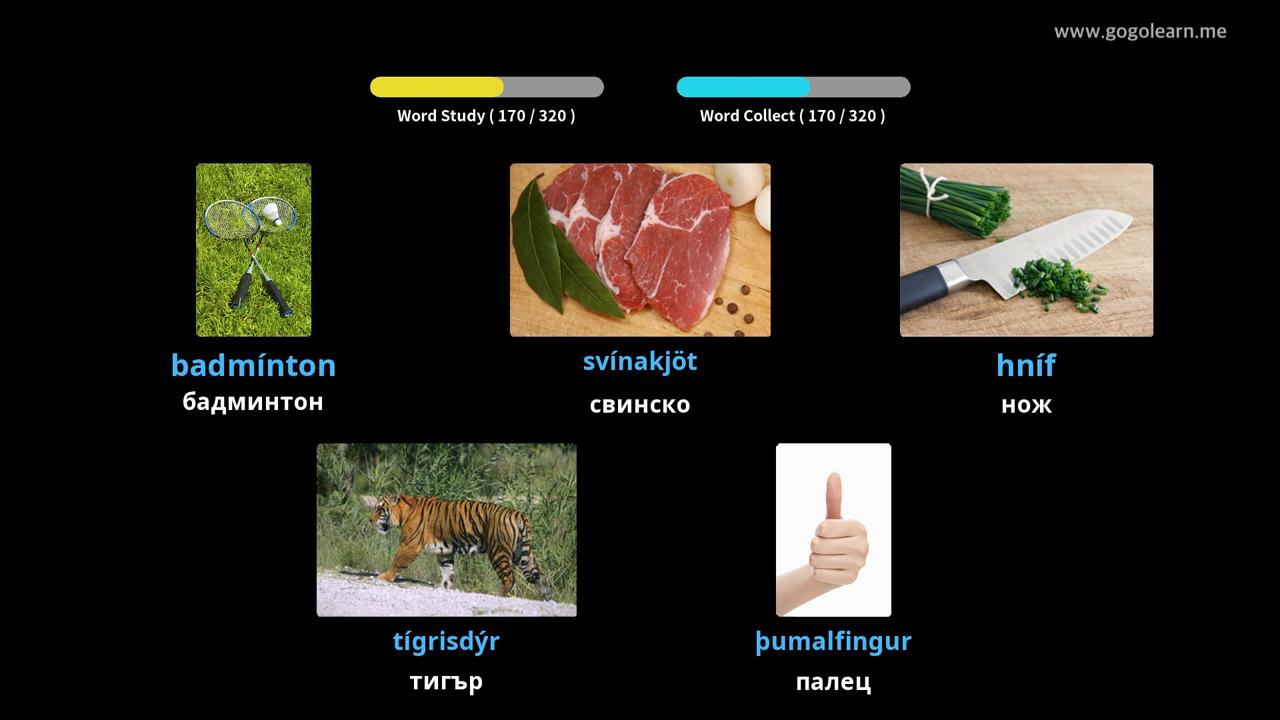 www.gogolearn.me
Word Study ( 170 / 320 )
Word Collect ( 170 / 320 )
badmínton
бадминтон
svínakjöt
свинско
hníf
нож
tígrisdýr
тигър
þumalfingur
палец